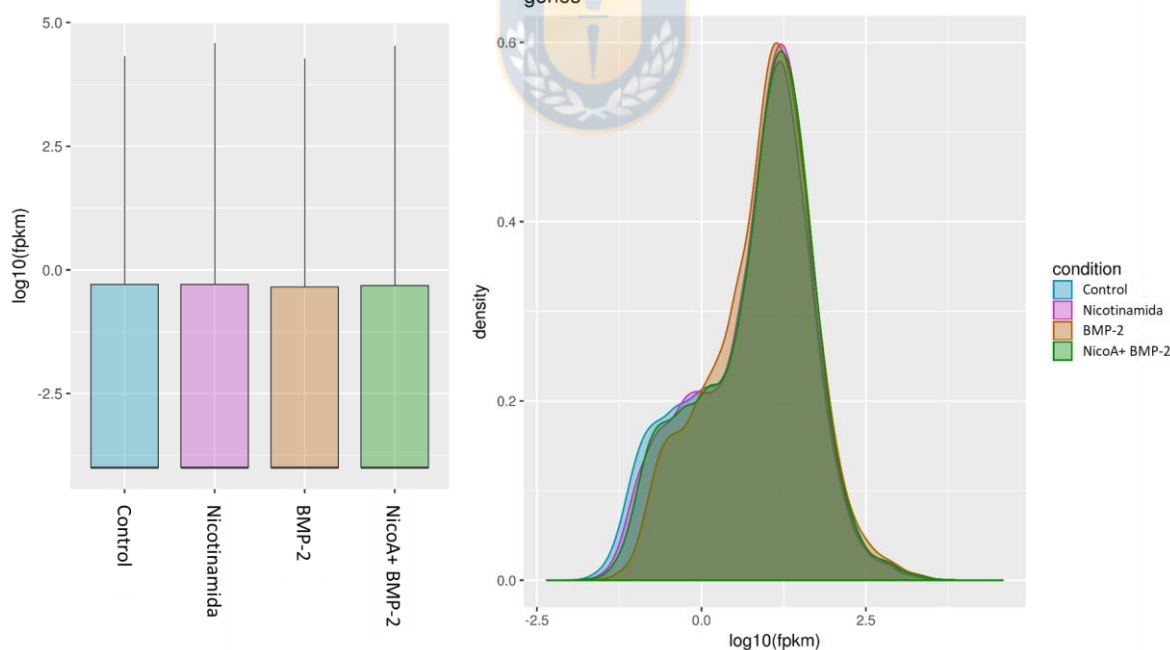 genes
5.0
2.5
0.0
-2.5
log10(fpkm)
Control
Nicotinamida
BMP-2
NicoA+ BMP-2
0.6
0.4
0.2
0.0
density
-2.5
0.0
2.5
log10(fpkm)
condition
Control
Nicotinamida
BMP-2
NicoA+ BMP-2